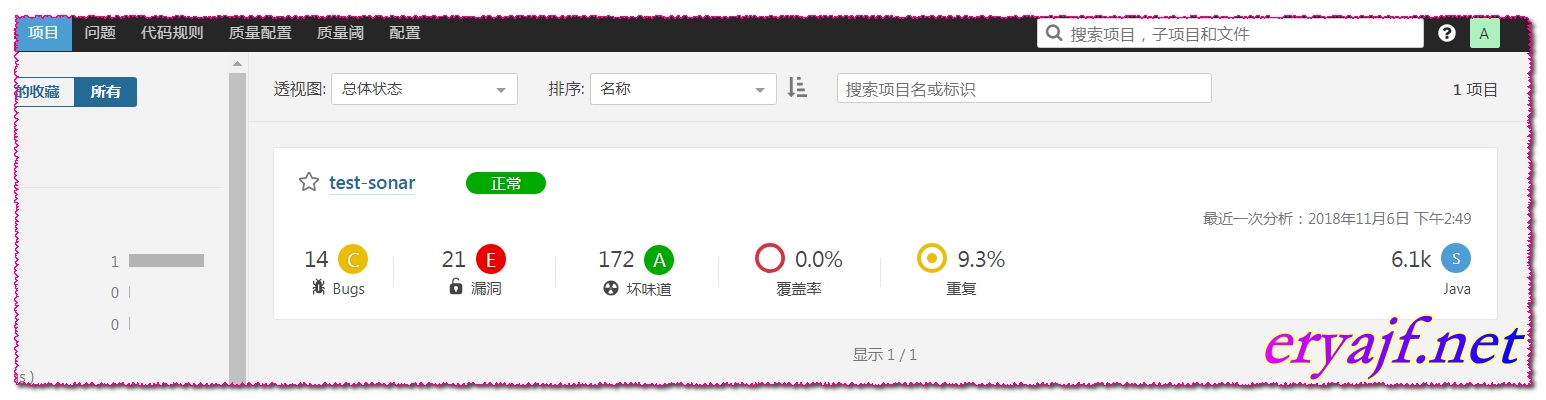 项目 问题 代码规则 质量配置 质量阈 配置 搜索项目，子项目和文件 ? A
的收藏 所有 透视图: 总体状态 排序: 名称 搜索项目名或标识 1 项目
test-sonar 正常
最近一次分析：2018年11月6日 下午2:49
14 C 21 E 172 A 0.0% 9.3% 6.1k S
Bugs 漏洞 坏味道 覆盖率 重复 Java
1
0
0
显示 1 / 1
s )
eryajf.net